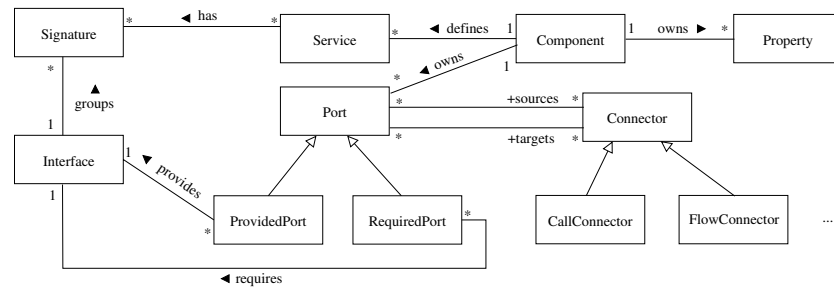 Signature
* ◄ has *
Service
* ◄ defines 1
Component
1 owns ► *
Property
* ◄ owns 1
*
▲
groups
1
Port
* +sources *
* +targets *
Connector
Interface
1 ◄ provides *
1
ProvidedPort
RequiredPort
*
CallConnector
FlowConnector
...
◄ requires